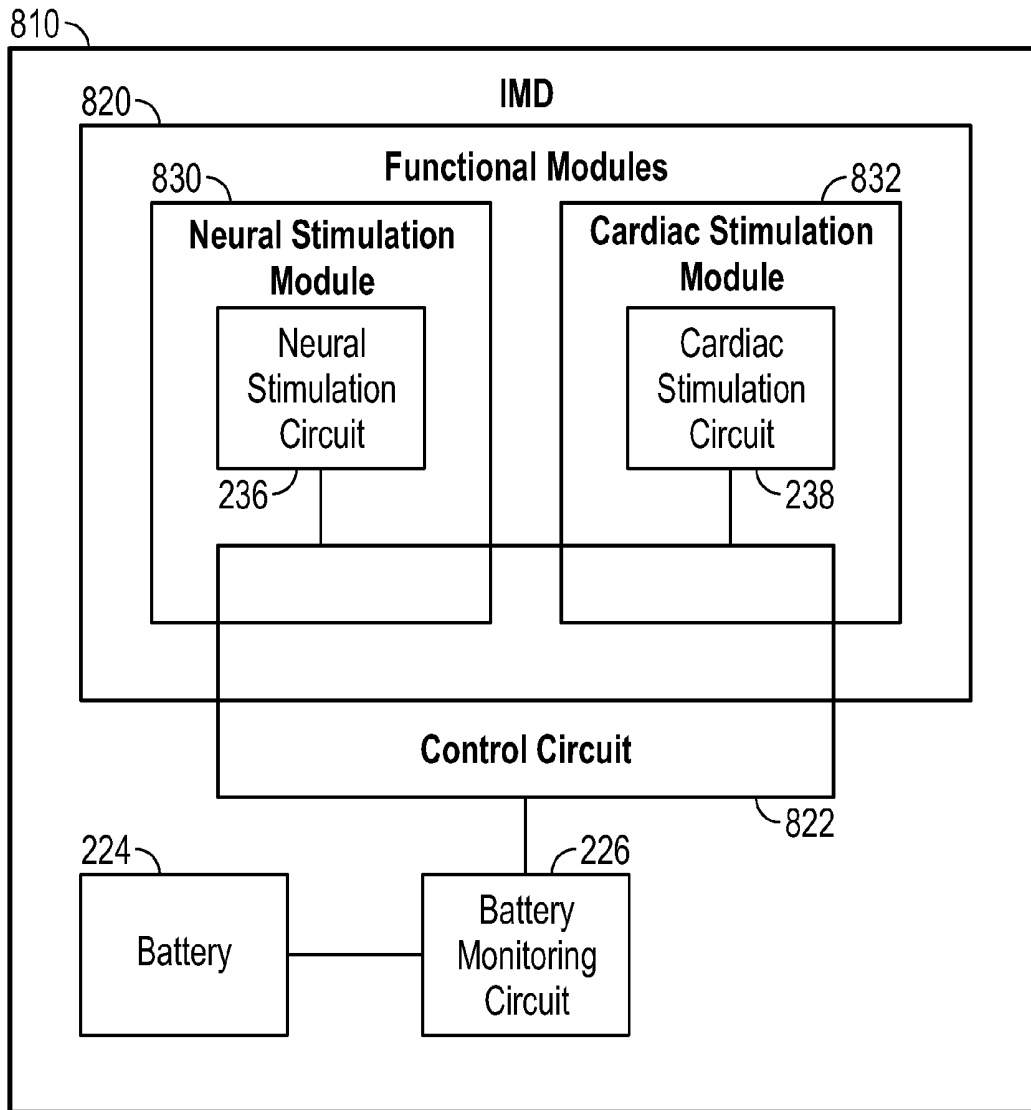 810
IMD
820
Functional Modules
830
832
Neural Stimulation
Module
Cardiac Stimulation
Module
Neural
Stimulation
Circuit
Cardiac
Stimulation
Circuit
236
238
Control Circuit
822
224
226
Battery
Battery
Monitoring
Circuit